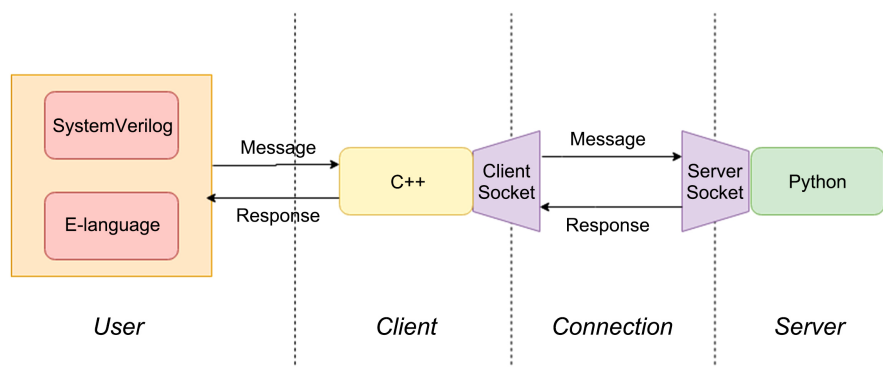 SystemVerilog
E-language
Message
Response
C++
Client
Socket
Message
Response
Server
Socket
Python
User
Client
Connection
Server